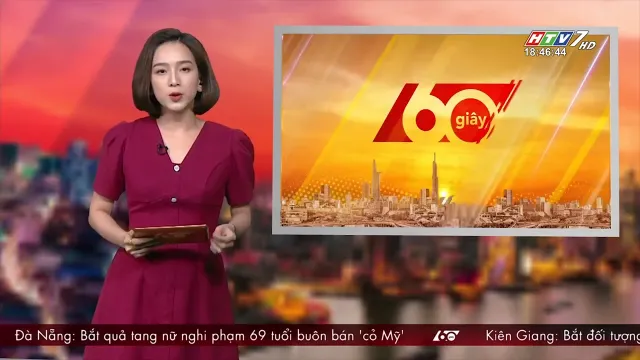 HTV7 HD
18:46:44
60 giây
Đà Nẵng: Bắt quả tang nữ nghi phạm 69 tuổi buôn bán 'cỏ Mỹ' 60 Kiên Giang: Bắt đối tượng